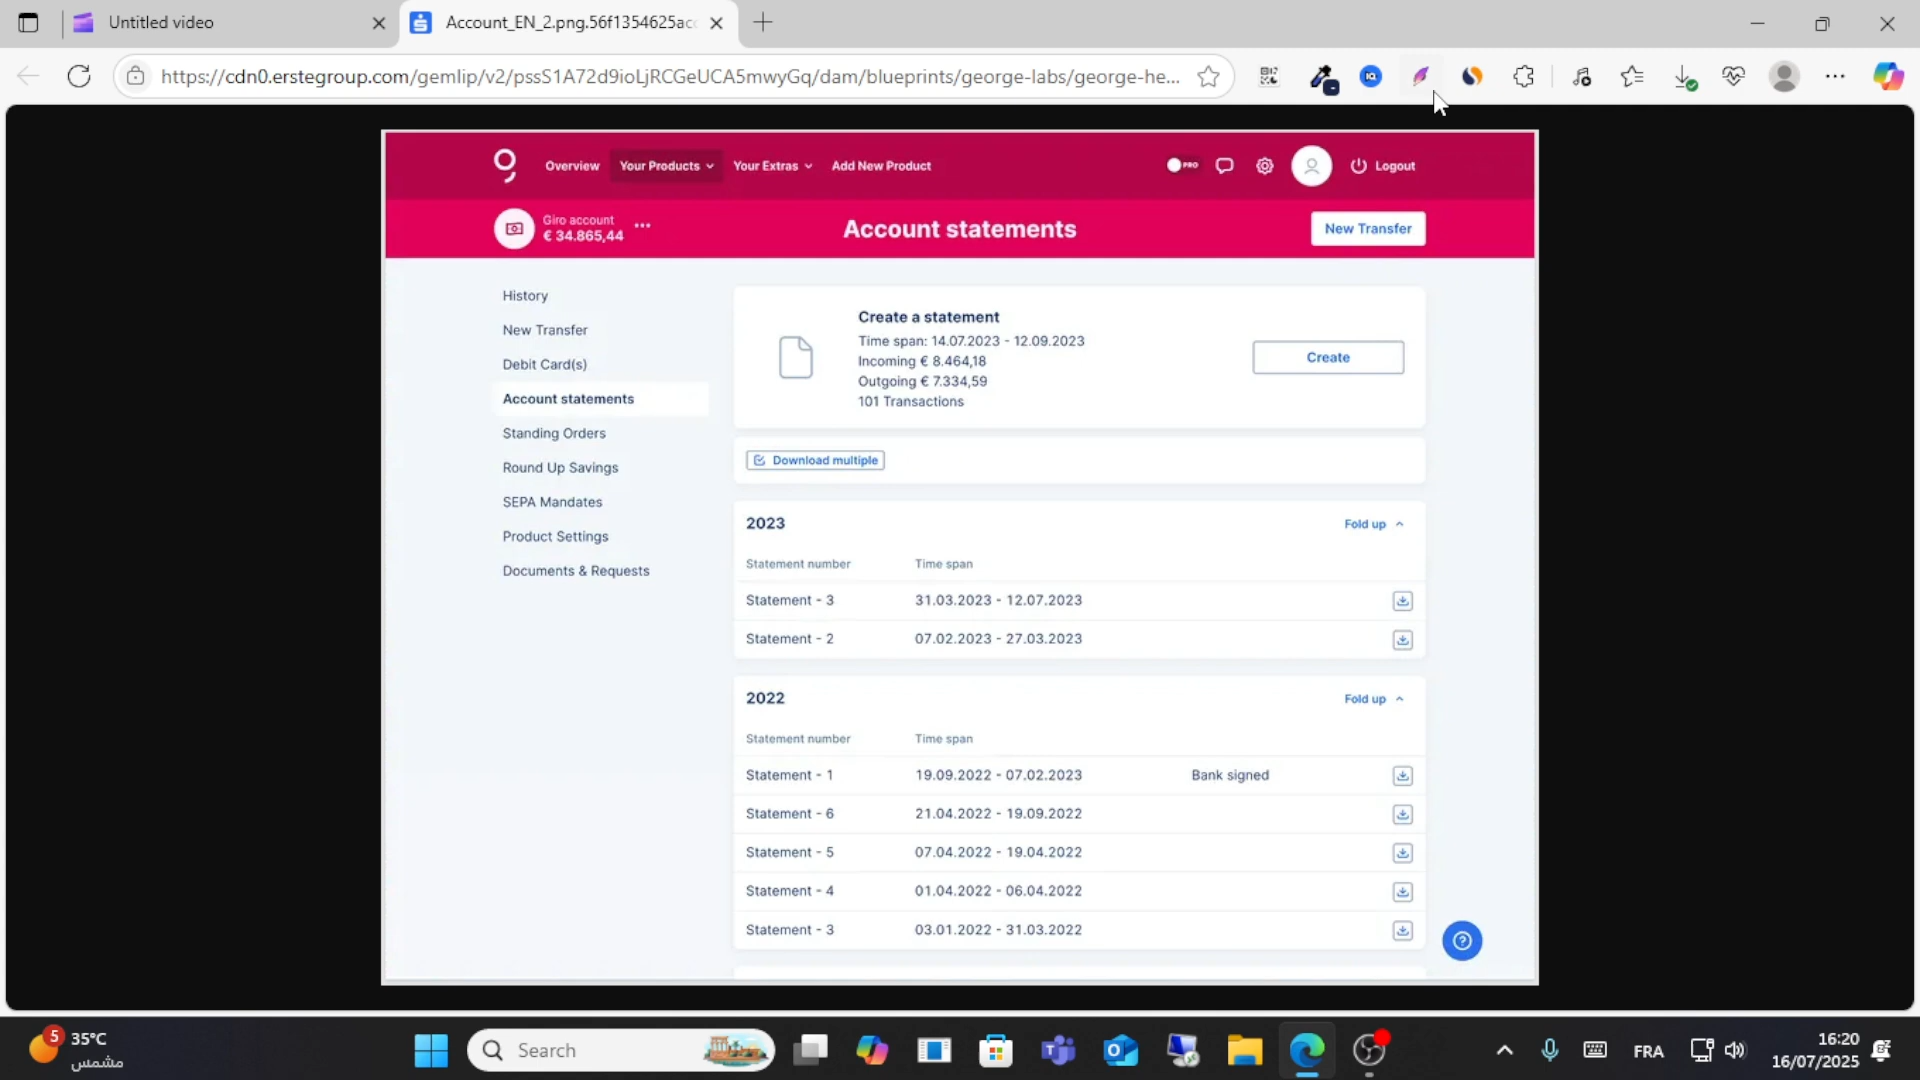 Untitled video
Account_EN_2.png.56f1354625acc
https://cdn0.erstegroup.com/gemlip/v2/pssS1A72d9ioLjRCGeUCA5mwyGq/dam/blueprints/george-labs/george-he...
Overview
Your Products
Your Extras
Add New Product
PRO
Logout
Giro account
€ 34.865,44
Account statements
New Transfer
History
New Transfer
Debit Card(s)
Account statements
Standing Orders
Round Up Savings
SEPA Mandates
Product Settings
Documents & Requests
Create a statement
Time span: 14.07.2023 - 12.09.2023
Incoming € 8.464,18
Outgoing € 7.334,59
101 Transactions
Create
Download multiple
2023
Fold up
Statement number Time span
Statement - 3 31.03.2023 - 12.07.2023
Statement - 2 07.02.2023 - 27.03.2023
2022
Fold up
Statement number Time span
Statement - 1 19.09.2022 - 07.02.2023 Bank signed
Statement - 6 21.04.2022 - 19.09.2022
Statement - 5 07.04.2022 - 19.04.2022
Statement - 4 01.04.2022 - 06.04.2022
Statement - 3 03.01.2022 - 31.03.2022
5
35°C
مشمس
Search
FRA
16:20
16/07/2025